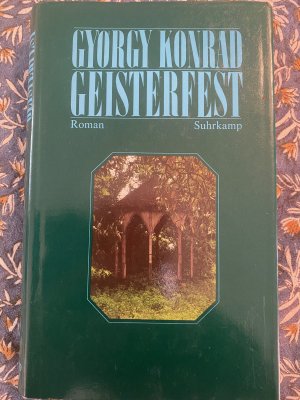 GYÖRGY KONRÁD
GEISTERFEST
Roman Suhrkamp